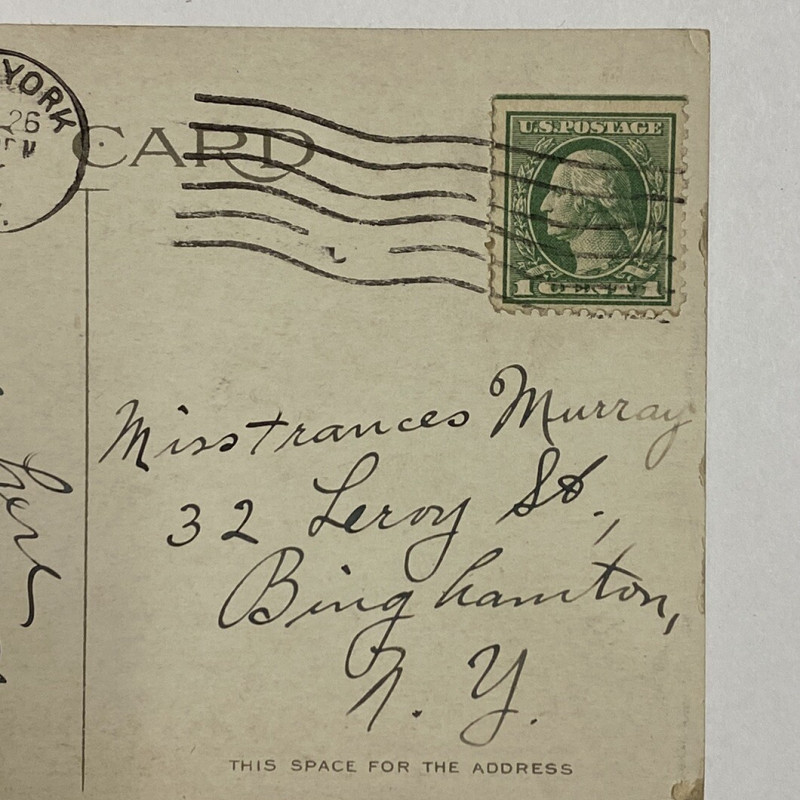 YORK
26
CARD
U.S.POSTAGE
1 CENT 1
Miss Frances Murray
32 Leroy St.,
Binghamton,
N. Y.
THIS SPACE FOR THE ADDRESS